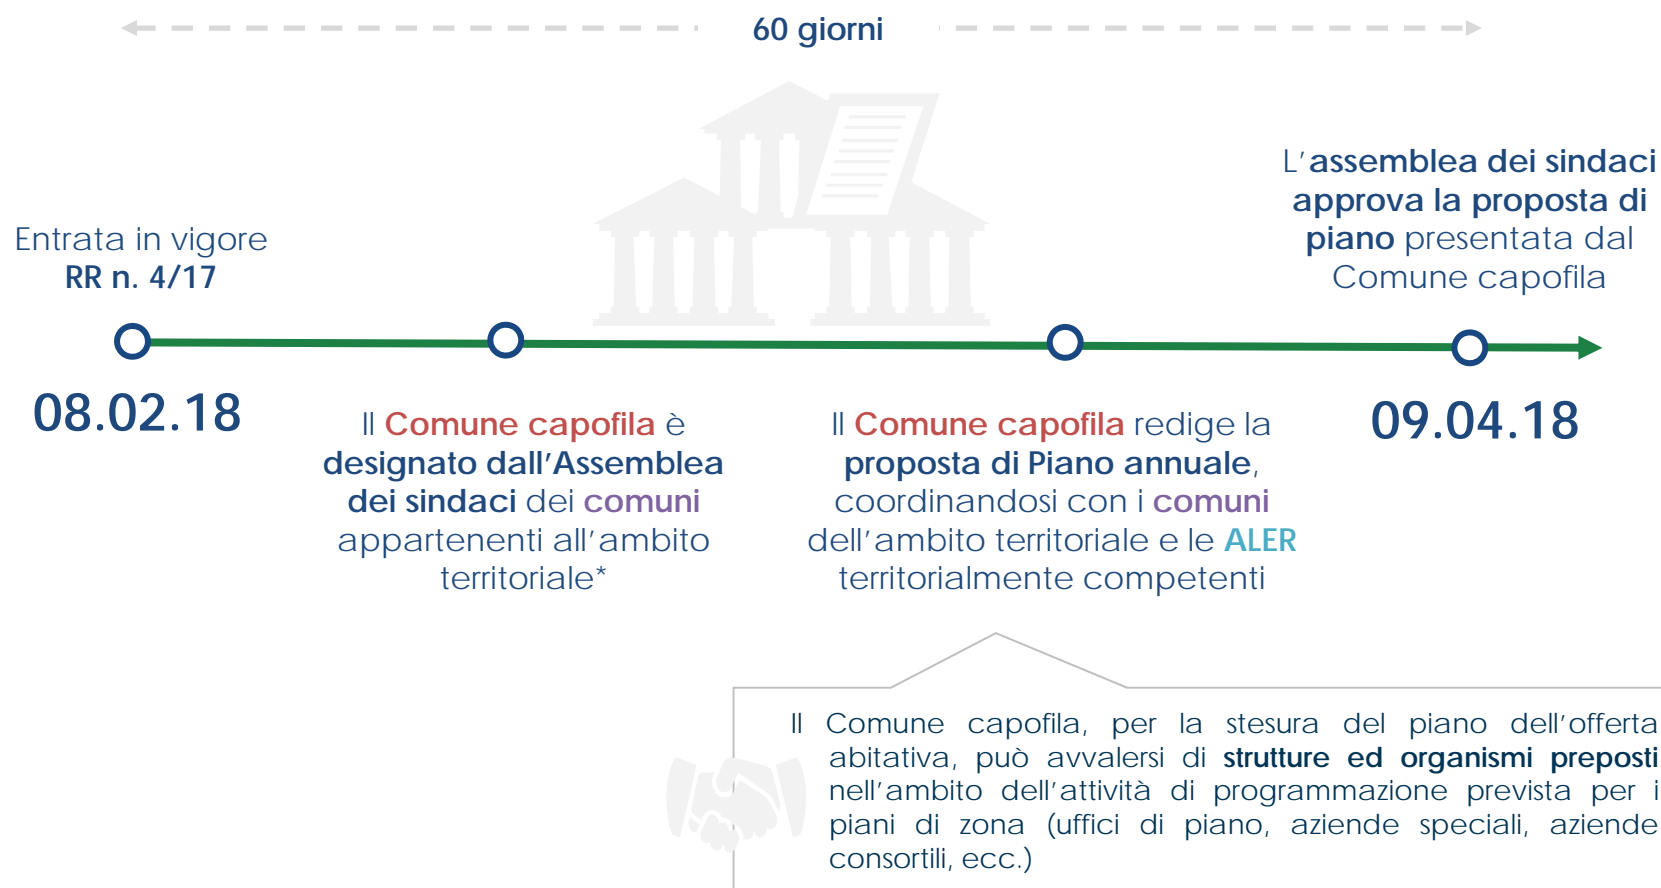 60 giorni
Entrata in vigore
RR n. 4/17
08.02.18
Il Comune capofila è
designato dall'Assemblea
dei sindaci dei comuni
appartenenti all'ambito
territoriale*
Il Comune capofila redige la
proposta di Piano annuale,
coordinandosi con i comuni
dell'ambito territoriale e le ALER
territorialmente competenti
L'assemblea dei sindaci
approva la proposta di
piano presentata dal
Comune capofila
09.04.18
Il Comune capofila, per la stesura del piano dell'offerta
abitativa, può avvalersi di strutture ed organismi preposti
nell'ambito dell'attività di programmazione prevista per i
piani di zona (uffici di piano, aziende speciali, aziende
consortili, ecc.)